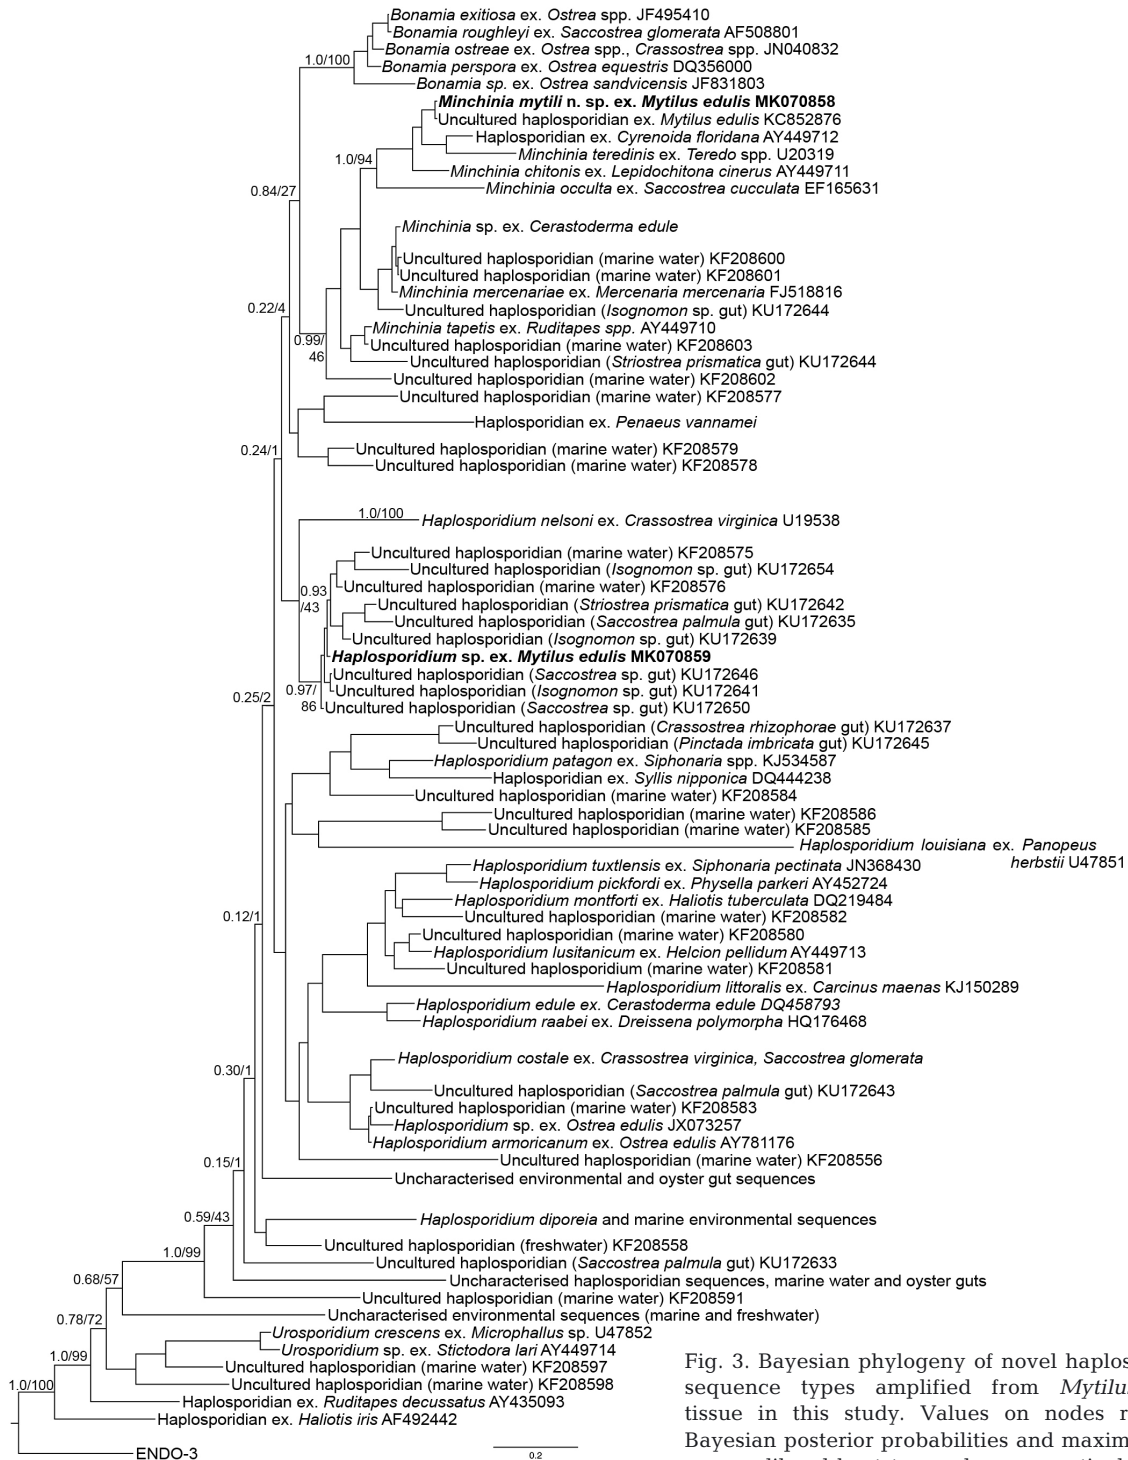 Bonamia exitiosa ex. Ostrea spp. JF495410
Bonamia roughleyi ex. Saccostrea glomerata AF508801
Bonamia ostreae ex. Ostrea spp., Crassostrea spp. JN040832
Bonamia perspora ex. Ostrea equestris DQ356000
1.0/100
Bonamia sp. ex. Ostrea sandvicensis JF831803
Minchinia mytili n. sp. ex. Mytilus edulis MK070858
Uncultured haplosporidian ex. Mytilus edulis KC852876
Haplosporidian ex. Cyrenoida floridana AY449712
Minchinia teredinis ex. Teredo spp. U20319
1.0/94
Minchinia chitonis ex. Lepidochitona cinerus AY449711
Minchinia occulta ex. Saccostrea cucculata EF165631
0.84/27
Minchinia sp. ex. Cerastoderma edule
Uncultured haplosporidian (marine water) KF208600
Uncultured haplosporidian (marine water) KF208601
Minchinia mercenariae ex. Mercenaria mercenaria FJ518816
0.22/4
Uncultured haplosporidian (Isognomon sp. gut) KU172644
Minchinia tapetis ex. Ruditapes spp. AY449710
0.99/
46
Uncultured haplosporidian (marine water) KF208603
Uncultured haplosporidian (Striostrea prismatica gut) KU172644
Uncultured haplosporidian (marine water) KF208602
Uncultured haplosporidian (marine water) KF208577
Haplosporidian ex. Penaeus vannamei
0.24/1
Uncultured haplosporidian (marine water) KF208579
Uncultured haplosporidian (marine water) KF208578
1.0/100
Haplosporidium nelsoni ex. Crassostrea virginica U19538
Uncultured haplosporidian (marine water) KF208575
Uncultured haplosporidian (Isognomon sp. gut) KU172654
Uncultured haplosporidian (marine water) KF208576
0.93
/43
Uncultured haplosporidian (Striostrea prismatica gut) KU172642
Uncultured haplosporidian (Saccostrea palmula gut) KU172635
Uncultured haplosporidian (Isognomon sp. gut) KU172639
Haplosporidium sp. ex. Mytilus edulis MK070859
Uncultured haplosporidian (Saccostrea sp. gut) KU172646
0.97/
86
Uncultured haplosporidian (Isognomon sp. gut) KU172641
Uncultured haplosporidian (Saccostrea sp. gut) KU172650
0.25/2
Uncultured haplosporidian (Crassostrea rhizophorae gut) KU172637
Uncultured haplosporidian (Pinctada imbricata gut) KU172645
Haplosporidium patagon ex. Siphonaria spp. KJ534587
Haplosporidian ex. Syllis nipponica DQ444238
Uncultured haplosporidian (marine water) KF208584
Uncultured haplosporidian (marine water) KF208586
Uncultured haplosporidian (marine water) KF208585
Haplosporidium louisiana ex. Panopeus
herbstii U47851
Haplosporidium tuxtlensis ex. Siphonaria pectinata JN368430
Haplosporidium pickfordi ex. Physella parkeri AY452724
Haplosporidium montforti ex. Haliotis tuberculata DQ219484
0.12/1
Uncultured haplosporidian (marine water) KF208582
Uncultured haplosporidian (marine water) KF208580
Haplosporidium lusitanicum ex. Helcion pellidum AY449713
Uncultured haplosporidium (marine water) KF208581
Haplosporidium littoralis ex. Carcinus maenas KJ150289
Haplosporidium edule ex. Cerastoderma edule DQ458793
Haplosporidium raabei ex. Dreissena polymorpha HQ176468
Haplosporidium costale ex. Crassostrea virginica, Saccostrea glomerata
0.30/1
Uncultured haplosporidian (Saccostrea palmula gut) KU172643
Uncultured haplosporidian (marine water) KF208583
Haplosporidium sp. ex. Ostrea edulis JX073257
Haplosporidium armoricanum ex. Ostrea edulis AY781176
Uncultured haplosporidian (marine water) KF208556
0.15/1
Uncharacterised environmental and oyster gut sequences
0.59/43
Haplosporidium diporeia and marine environmental sequences
Uncultured haplosporidian (freshwater) KF208558
1.0/99
Uncultured haplosporidian (Saccostrea palmula gut) KU172633
0.68/57
Uncharacterised haplosporidian sequences, marine water and oyster guts
Uncultured haplosporidian (marine water) KF208591
0.78/72
Uncharacterised environmental sequences (marine and freshwater)
Urosporidium crescens ex. Microphallus sp. U47852
Urosporidium sp. ex. Stictodora lari AY449714
1.0/99
Uncultured haplosporidian (marine water) KF208597
1.0/100
Uncultured haplosporidian (marine water) KF208598
Haplosporidian ex. Ruditapes decussatus AY435093
Haplosporidian ex. Haliotis iris AF492442
ENDO-3
0.2
Fig. 3. Bayesian phylogeny of novel haplos
sequence types amplified from Mytilu
tissue in this study. Values on nodes r
Bayesian posterior probabilities and maxim